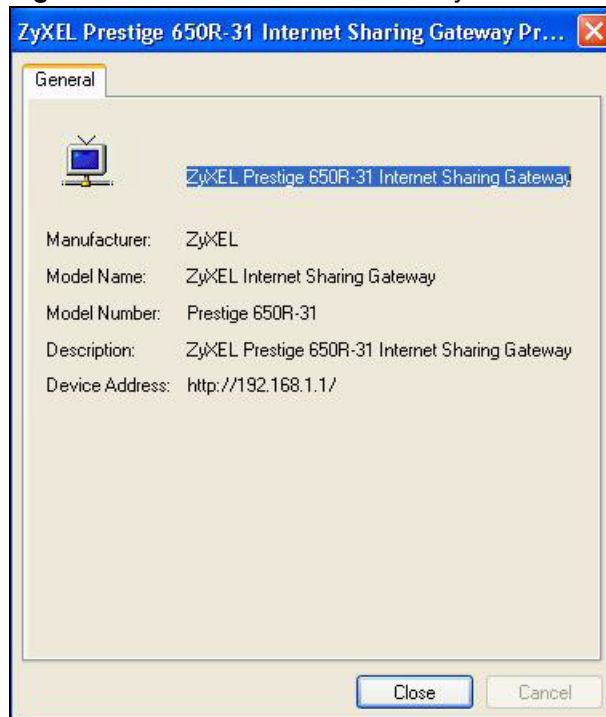 ZyXEL Prestige 650R-31 Internet Sharing Gateway Pr...
General
ZyXEL Prestige 650R-31 Internet Sharing Gateway
Manufacturer: ZyXEL
Model Name: ZyXEL Internet Sharing Gateway
Model Number: Prestige 650R-31
Description: ZyXEL Prestige 650R-31 Internet Sharing Gateway
Device Address: http://192.168.1.1/
Close Cancel